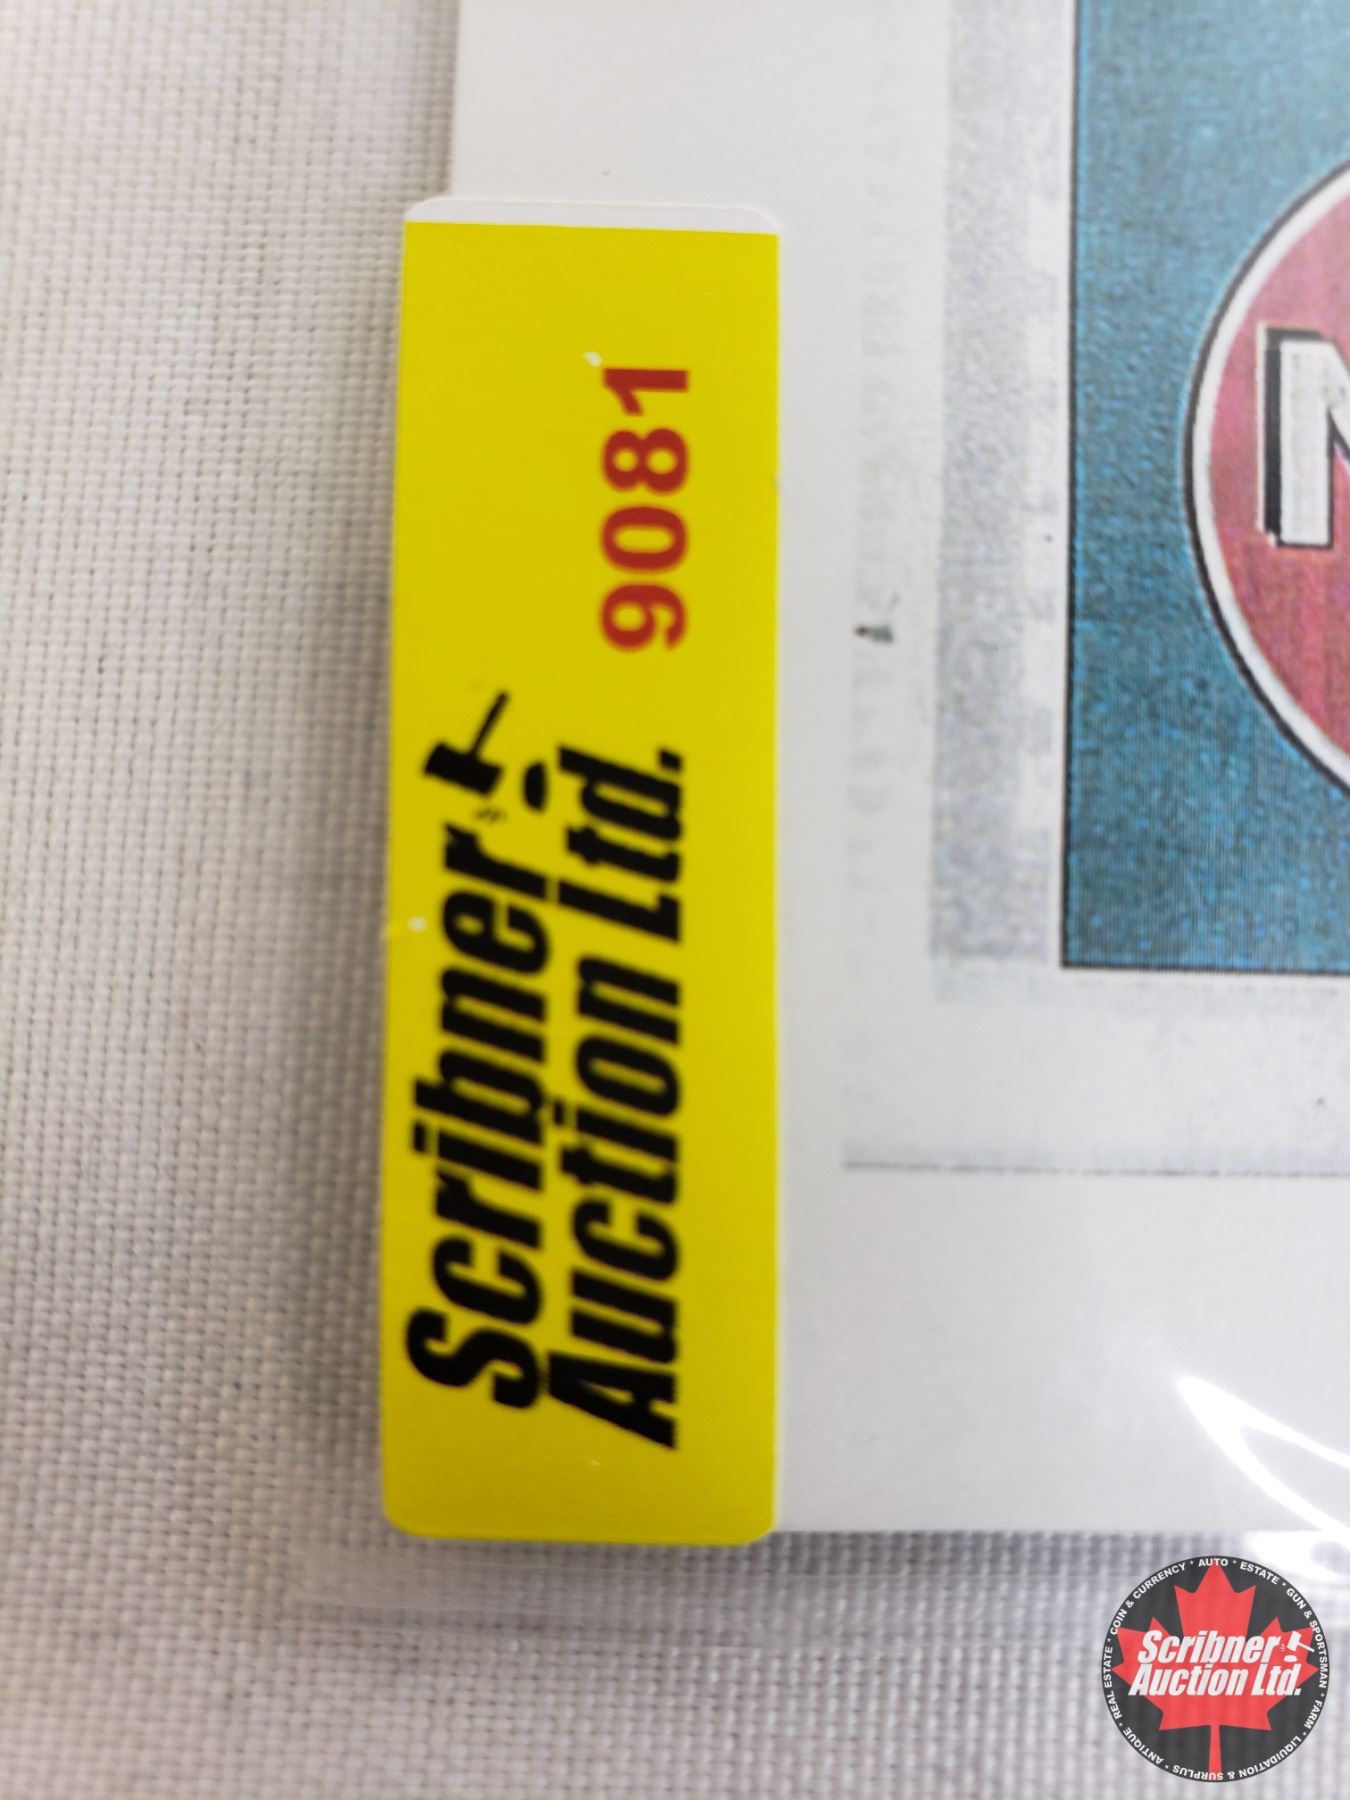 Scribner
Auction Ltd.
9081
N
COIN & CURRENCY * AUTO * ESTATE * GUN & SPORTSMAN * FARM * LIQUIDATION & SURPLUS * ANTIQUE * REAL ESTATE *
Scribner
Auction Ltd.